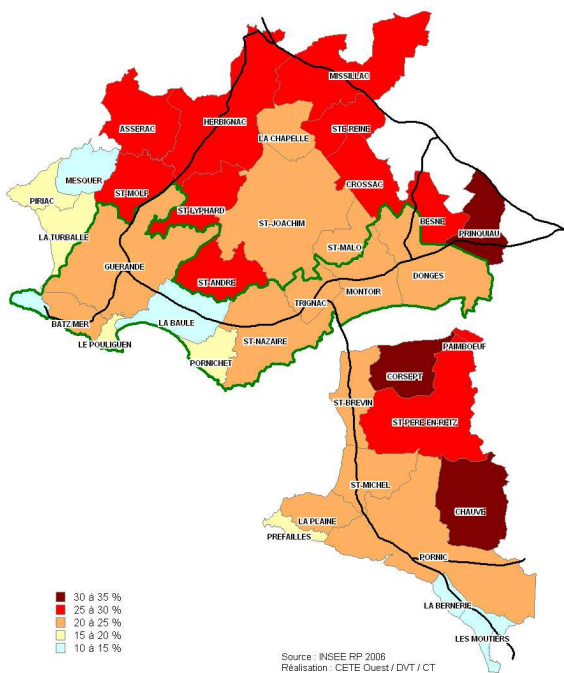 MISSILLAC
HERBIGNAC
ASSERAC
LA CHAPELLE
STE-REINE
MESQUER
ST-MOLF
CROSSAC
PIRIAC
ST-LYPHARD
BESNE
ST-JOACHIM
PRINQUIAU
LA TURBALLE
ST-MALO
GUERANDE
ST-ANDRE
DONGES
MONTOIR
TRIGNAC
BATZ/MER
LA BAULE
LE POULIGUEN
ST-NAZAIRE
PORNICHET
PAIMBOEUF
CORSEPT
ST-BREVIN
ST-PERE-EN-RETZ
ST-MICHEL
CHAUVE
LA PLAINE
PREFAILLES
PORNIC
LA BERNERIE
LES MOUTIERS
30 à 35 %
25 à 30 %
20 à 25 %
15 à 20 %
10 à 15 %
Source : INSEE RP 2006
Réalisation : CETE Ouest / DVT / CT